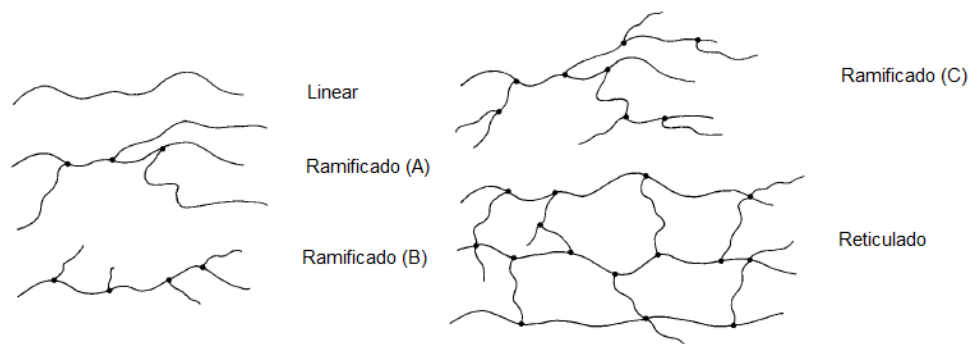 Linear
Ramificado (A)
Ramificado (B)
Ramificado (C)
Reticulado